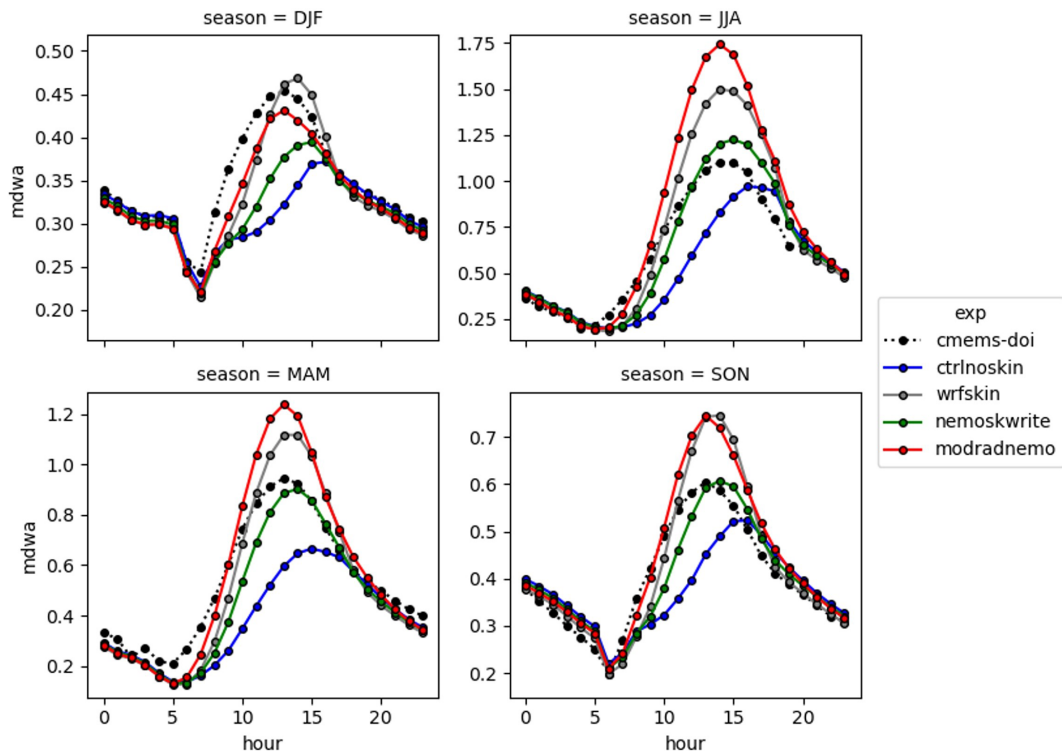 season = DJF
0.50
0.45
0.40
0.35
0.30
0.25
0.20
mdwa
season = JJA
1.75
1.50
1.25
1.00
0.75
0.50
0.25
season = MAM
1.2
1.0
0.8
0.6
0.4
0.2
mdwa
0 5 10 15 20
hour
season = SON
0.7
0.6
0.5
0.4
0.3
0.2
0 5 10 15 20
hour
exp
cmems-doi
ctrlnoskin
wrfskin
nemoskwrite
modradnemo